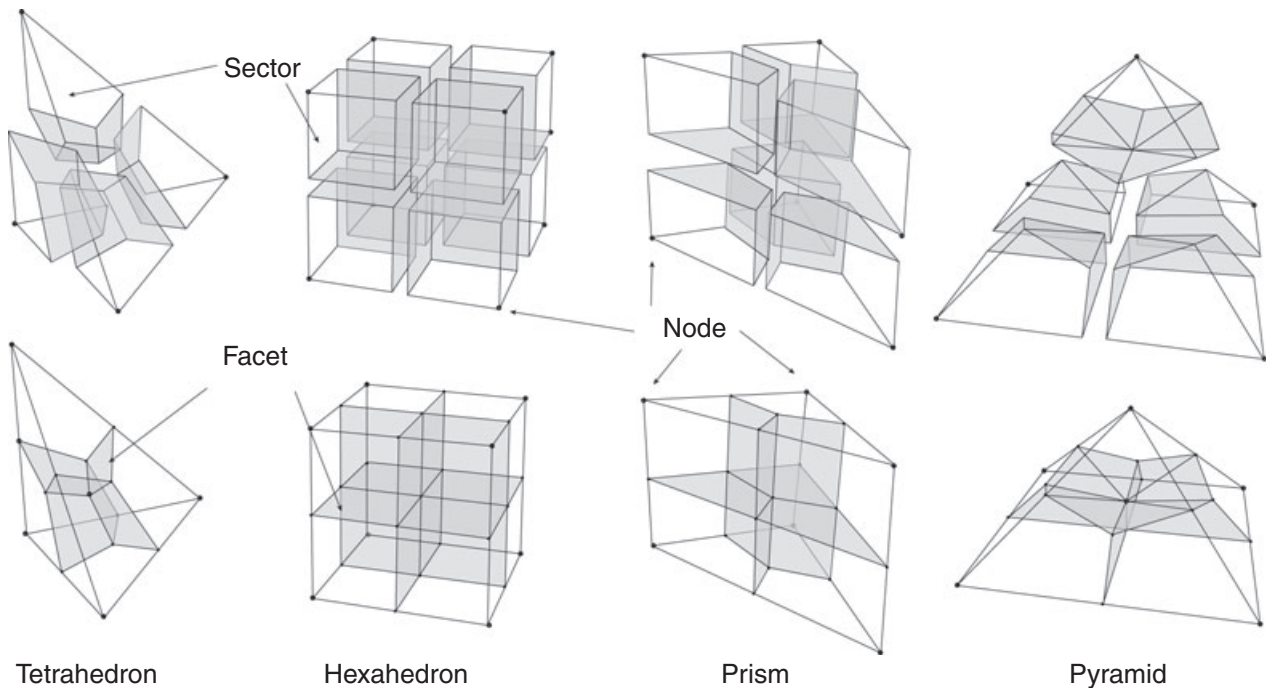 Sector
Node
Facet
Tetrahedron
Hexahedron
Prism
Pyramid